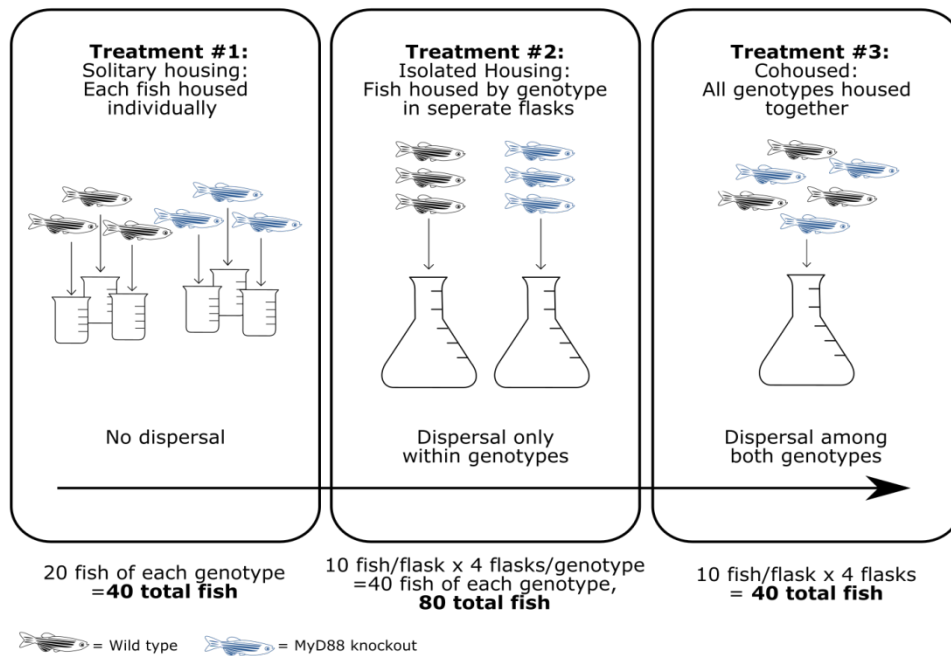 Treatment #1:
Solitary housing:
Each fish housed
individually
No dispersal
Treatment #2:
Isolated Housing:
Fish housed by genotype
in seperate flasks
Dispersal only
within genotypes
Treatment #3:
Cohoused:
All genotypes housed
together
Dispersal among
both genotypes
20 fish of each genotype
=40 total fish
10 fish/flask x 4 flasks/genotype
=40 fish of each genotype,
80 total fish
10 fish/flask x 4 flasks
= 40 total fish
= Wild type
= MyD88 knockout